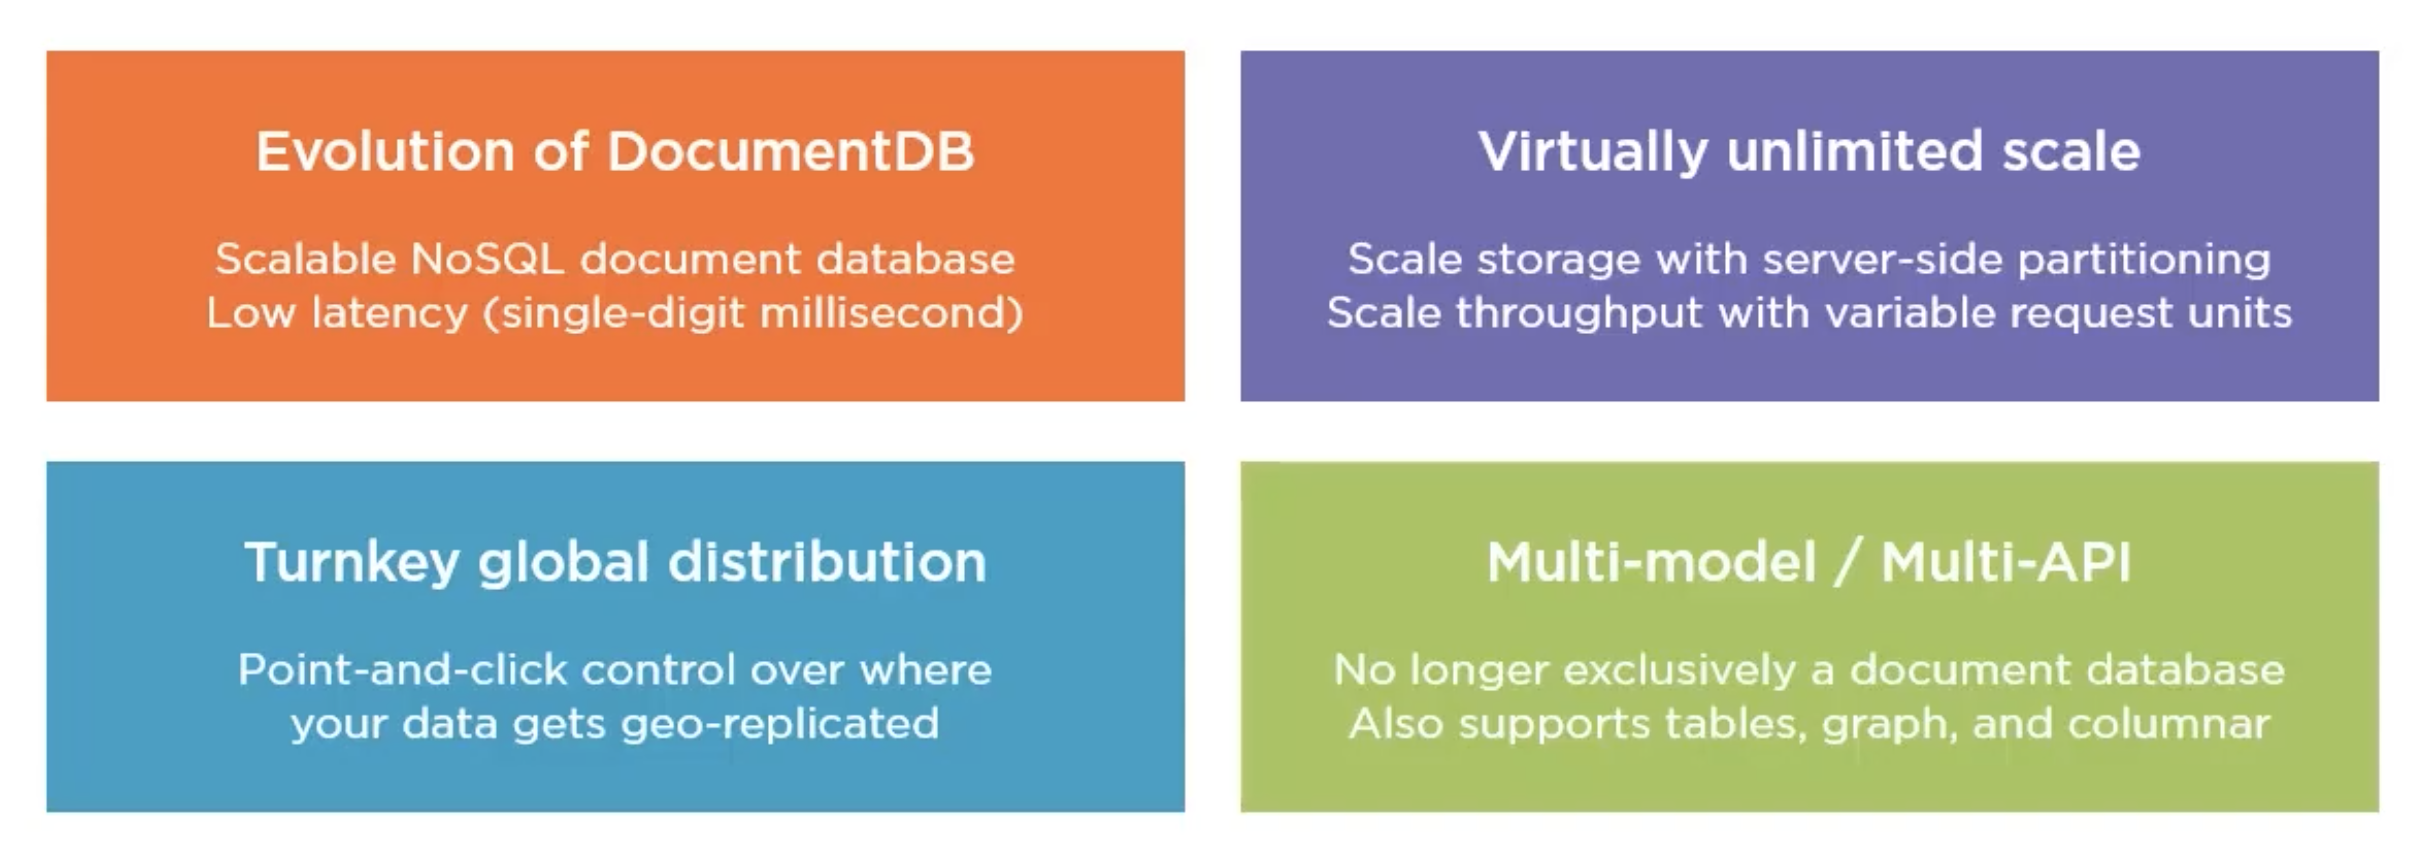 Evolution of DocumentDB
Scalable NoSQL document database
Low latency (single-digit millisecond)
Virtually unlimited scale
Scale storage with server-side partitioning
Scale throughput with variable request units
Turnkey global distribution
Point-and-click control over where
your data gets geo-replicated
Multi-model / Multi-API
No longer exclusively a document database
Also supports tables, graph, and columnar